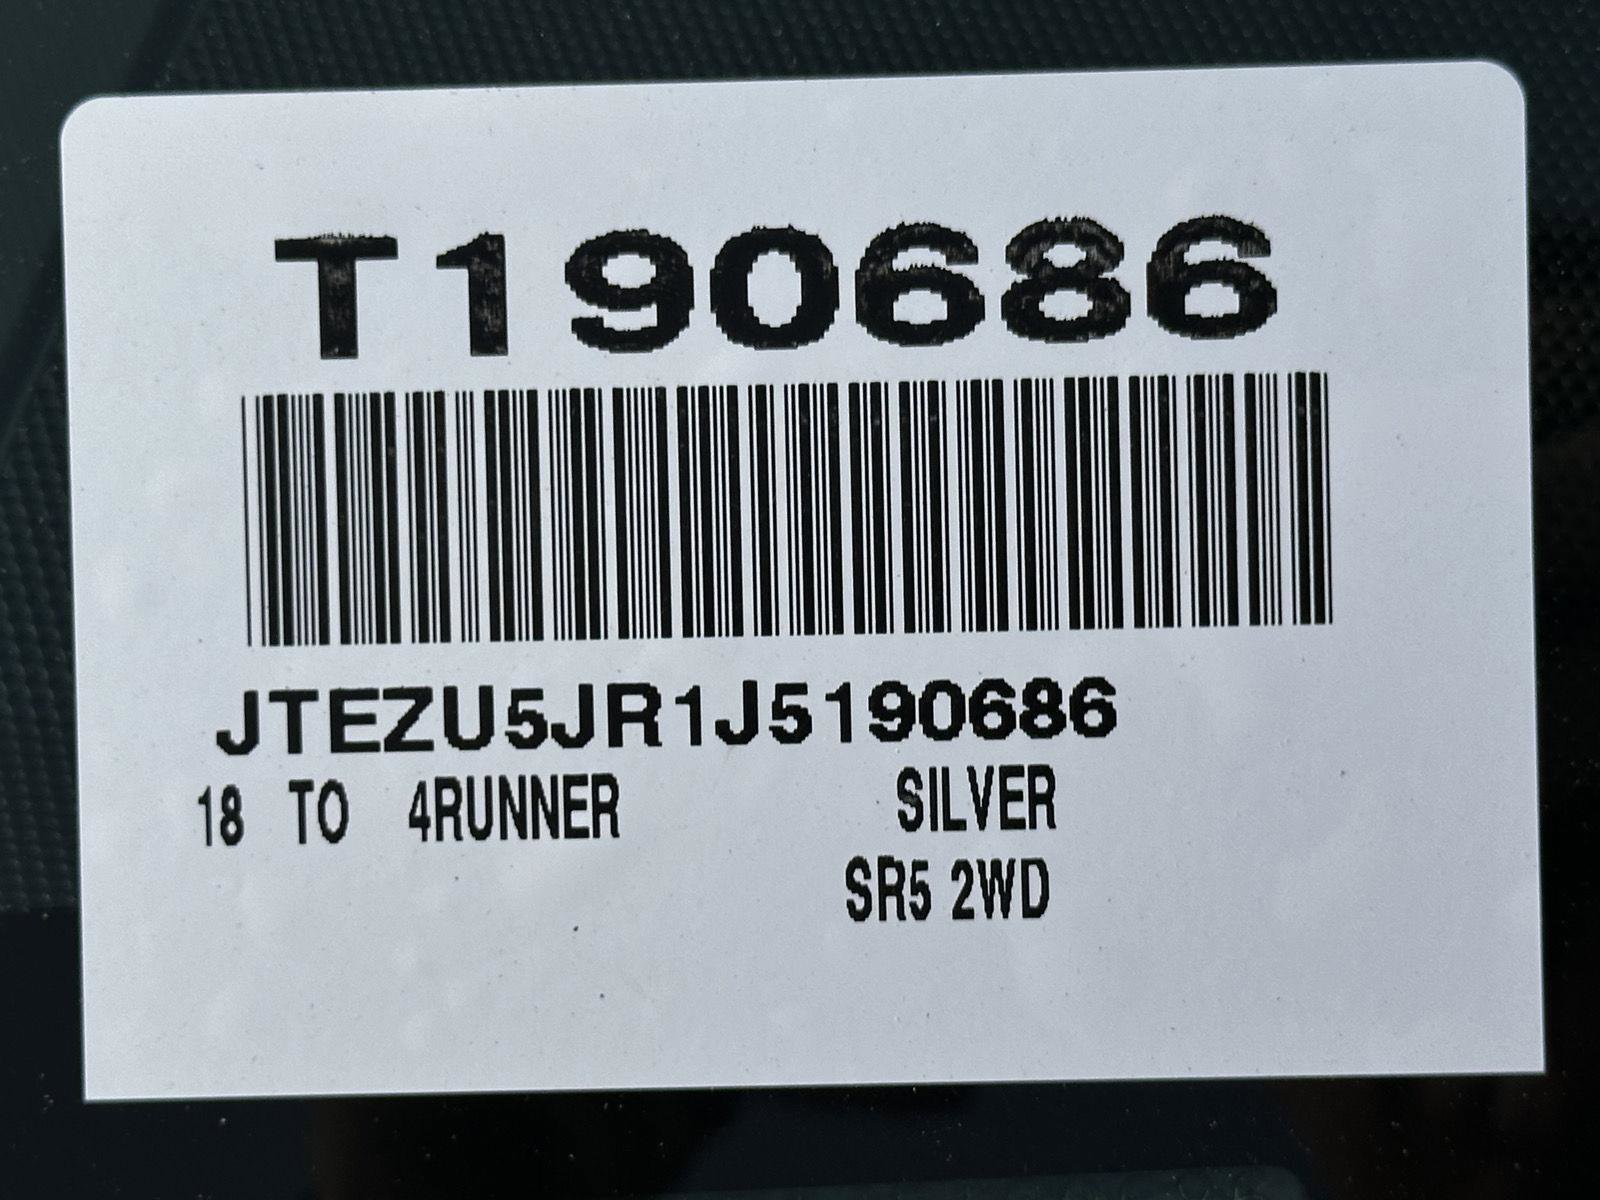 T190686
JTEZU5JR1J5190686
18 TO 4RUNNER SILVER
SR5 2WD